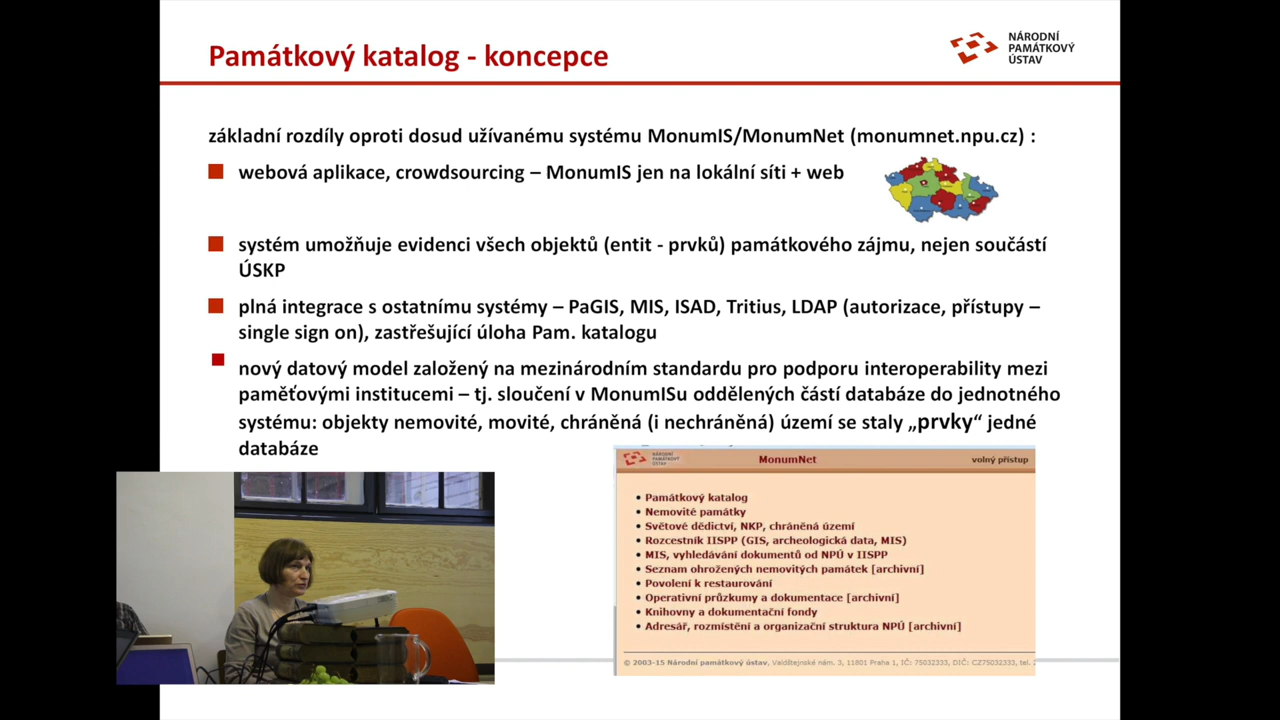 Památkový katalog - koncepce
NÁRODNÍ
PAMÁTKOVÝ
ÚSTAV
základní rozdíly oproti dosud užívanému systému MonumIS/MonumNet (monumnet.npu.cz) :
webová aplikace, crowdsourcing – MonumIS jen na lokální síti + web
systém umožňuje evidenci všech objektů (entit - prvků) památkového zájmu, nejen součástí
ÚSKP
plná integrace s ostatnímu systémy – PaGIS, MIS, ISAD, Tritius, LDAP (autorizace, přístupy –
single sign on), zastřešující úloha Pam. katalogu
nový datový model založený na mezinárodním standardu pro podporu interoperability mezi
paměťovými institucemi – tj. sloučení v MonumISu oddělených částí databáze do jednotného
systému: objekty nemovité, movité, chráněná (i nechráněná) území se staly „prvky“ jedné
databáze
NÁRODNÍ
PAMÁTKOVÝ
ÚSTAV
MonumNet
volný přístup
• Památkový katalog
• Nemovité památky
• Světové dědictví, NKP, chráněná území
• Rozcestník IISPP (GIS, archeologická data, MIS)
• MIS, vyhledávání dokumentů od NPÚ v IISPP
• Seznam ohrožených nemovitých památek [archivní]
• Povolení k restaurování
• Operativní průzkumy a dokumentace [archivní]
• Knihovny a dokumentační fondy
• Adresář, rozmístění a organizační struktura NPÚ [archivní]
© 2003-15 Národní památkový ústav, Valdštejnské nám. 3, 11801 Praha 1, IČ: 75032333, DIČ: CZ75032333, tel.